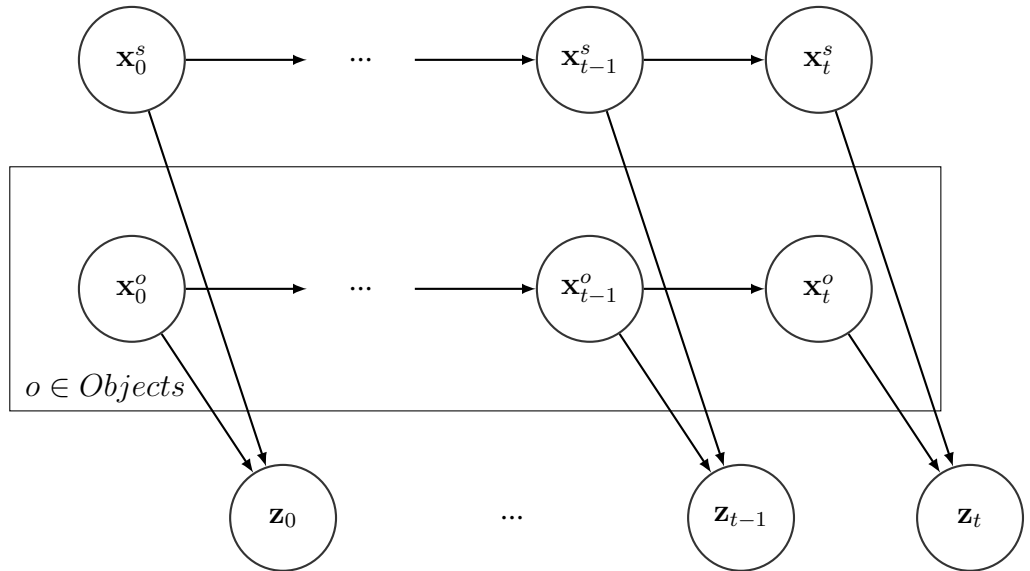 x_0^s ... x_{t-1}^s x_t^s
x_0^o ... x_{t-1}^o x_t^o
o ∈ Objects
z_0 ... z_{t-1} z_t